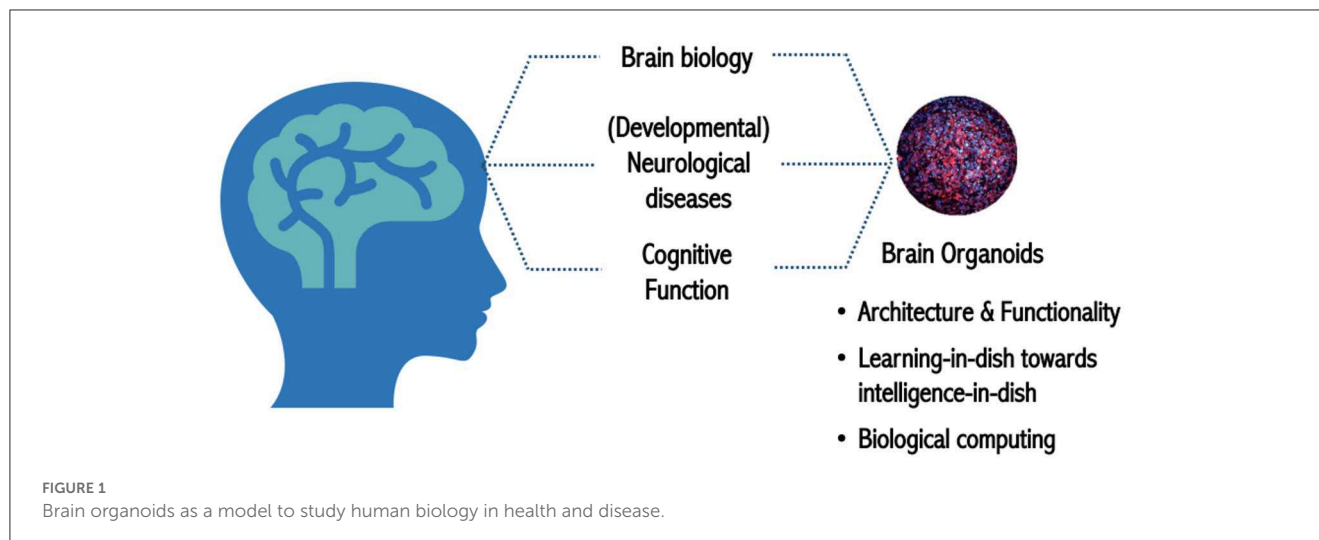 Brain biology
(Developmental)
Neurological
diseases
Cognitive
Function
Brain Organoids
• Architecture & Functionality
• Learning-in-dish towards
intelligence-in-dish
• Biological computing
FIGURE 1
Brain organoids as a model to study human biology in health and disease.